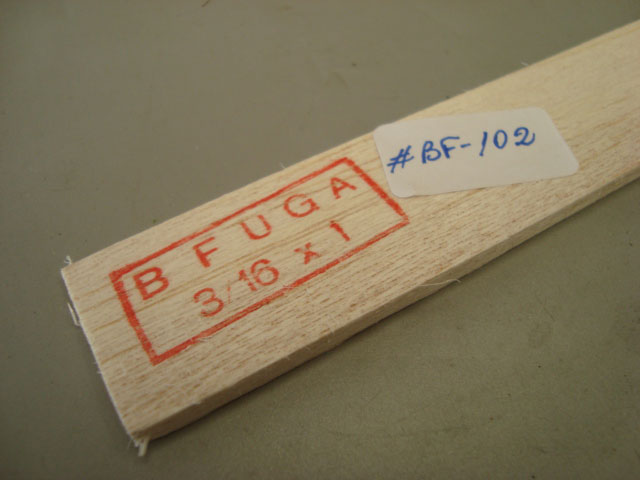 #BF-102
B FUGA
3/16 x 1